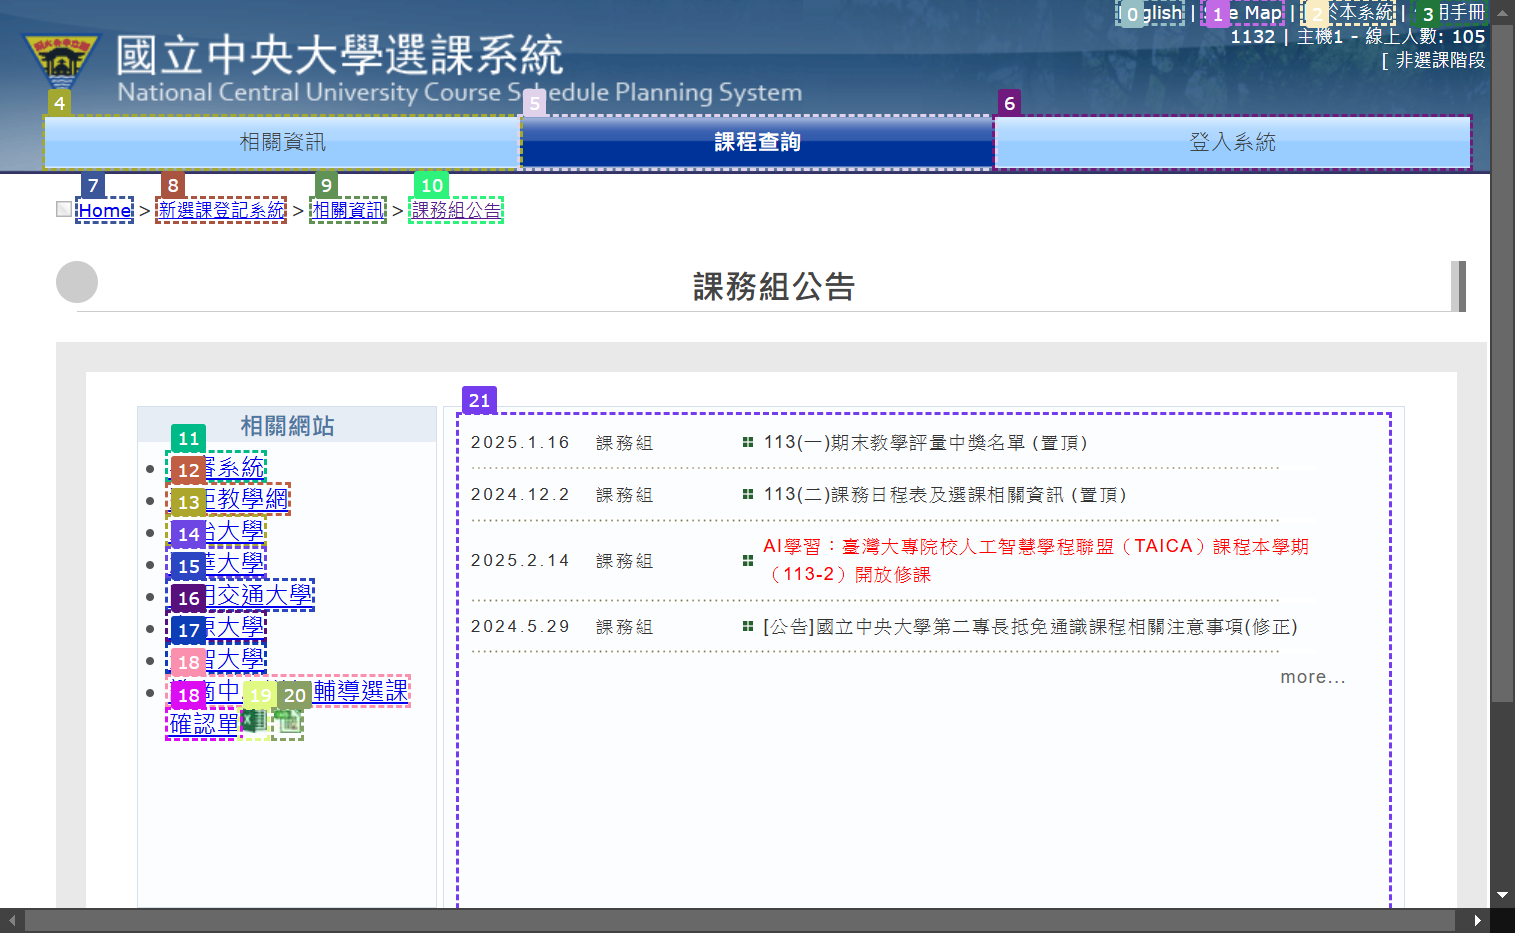 English | Site Map | 於本系統 | 用手冊
1132 | 主機1 - 線上人數: 105
[ 非選課階段
國立中央大學選課系統
National Central University Course Schedule Planning System
0
1
2
3
4
5
6
相關資訊
課程查詢
登入系統
7
8
9
10
Home > 新選課登記系統 > 相關資訊 > 課務組公告
課務組公告
相關網站
11
審系統
12
教學網
13
大學
14
大學
15
交通大學
16
大學
17
智大學
18
輔導選課
18
19
20
確認單
21
2025.1.16 課務組 113(一)期末教學評量中獎名單 (置頂)
2024.12.2 課務組 113(二)課務日程表及選課相關資訊 (置頂)
2025.2.14 課務組 AI學習：臺灣大專院校人工智慧學程聯盟（TAICA）課程本學期
（113-2）開放修課
2024.5.29 課務組 [公告]國立中央大學第二專長抵免通識課程相關注意事項(修正)
more...